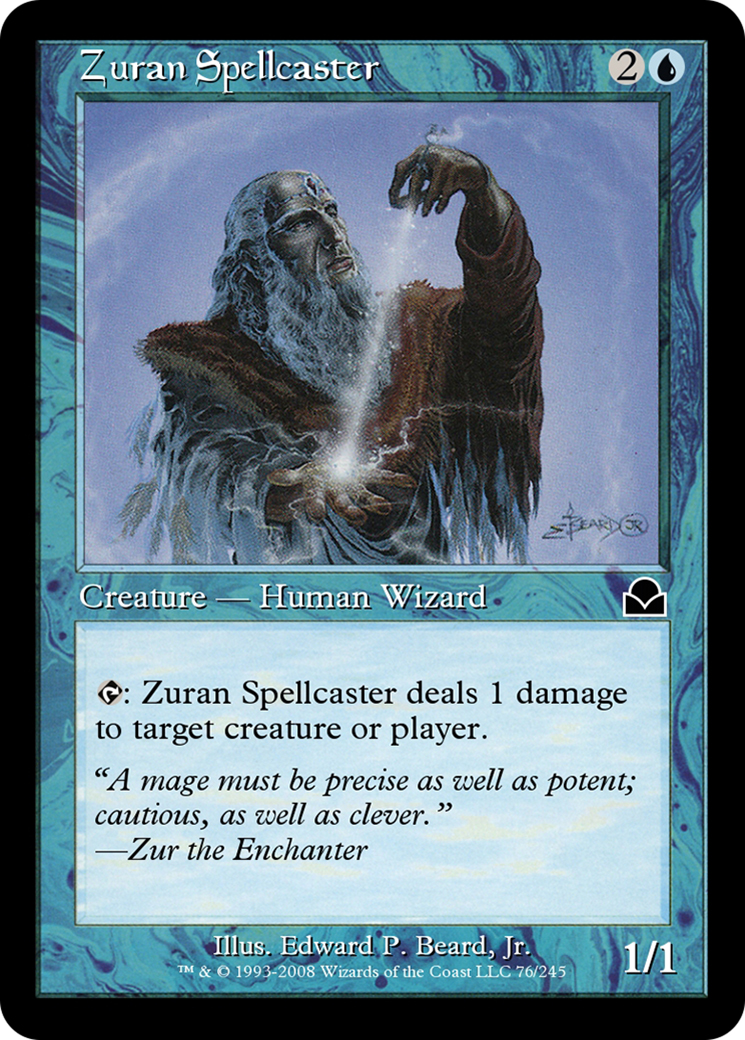 Zuran Spellcaster 2
E BEARD JR
Creature — Human Wizard
: Zuran Spellcaster deals 1 damage
to target creature or player.
“A mage must be precise as well as potent;
cautious, as well as clever.”
—Zur the Enchanter
Illus. Edward P. Beard, Jr.
™ & © 1993-2008 Wizards of the Coast LLC 76/245
1/1